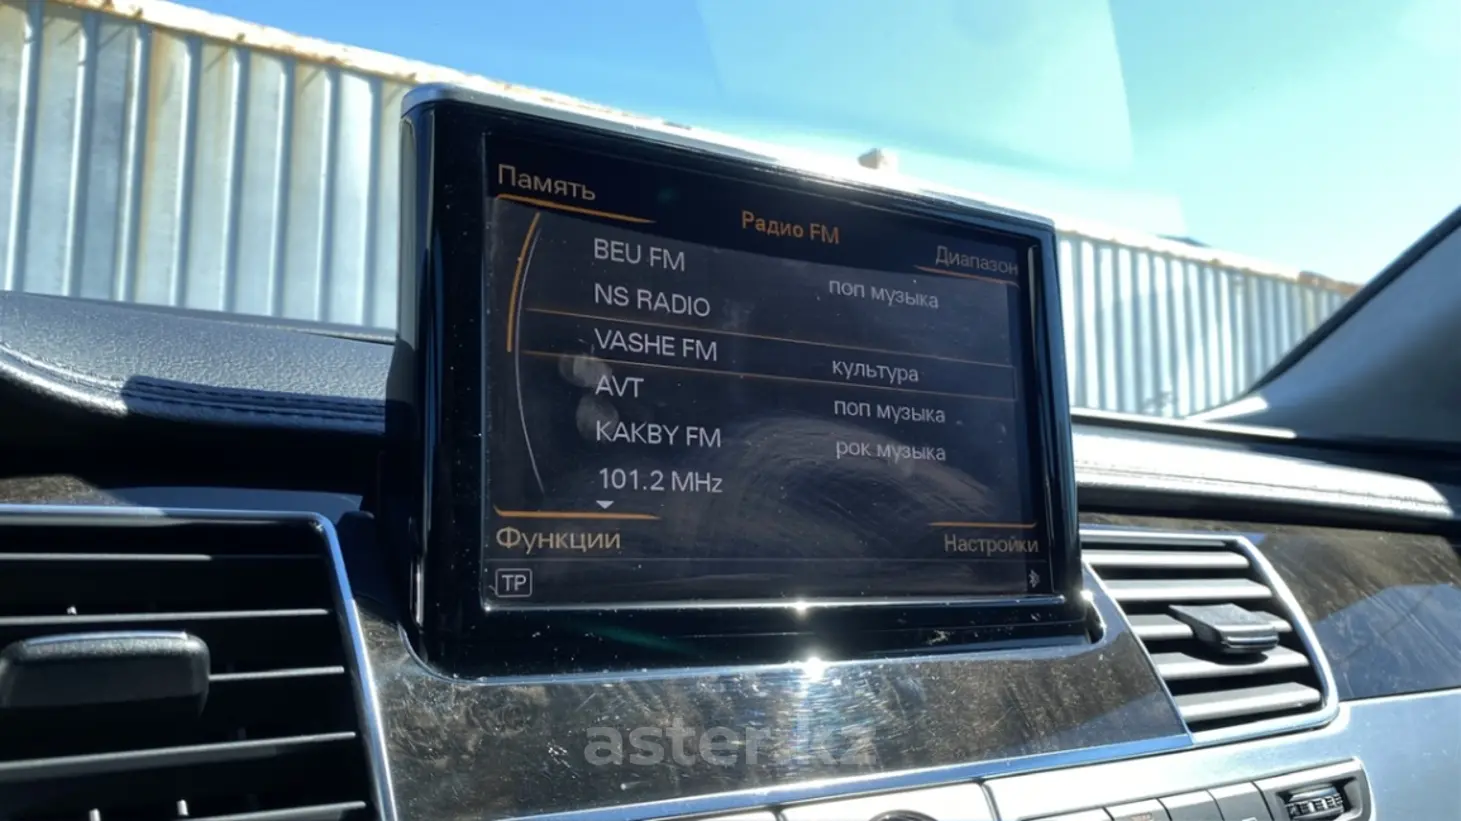 Память
Радио FM
Диапазон
BEU FM
поп музыка
NS RADIO
VASHE FM
культура
AVT
поп музыка
KAKBY FM
рок музыка
101.2 MHz
Функции
Настройки
TP
aster.kz